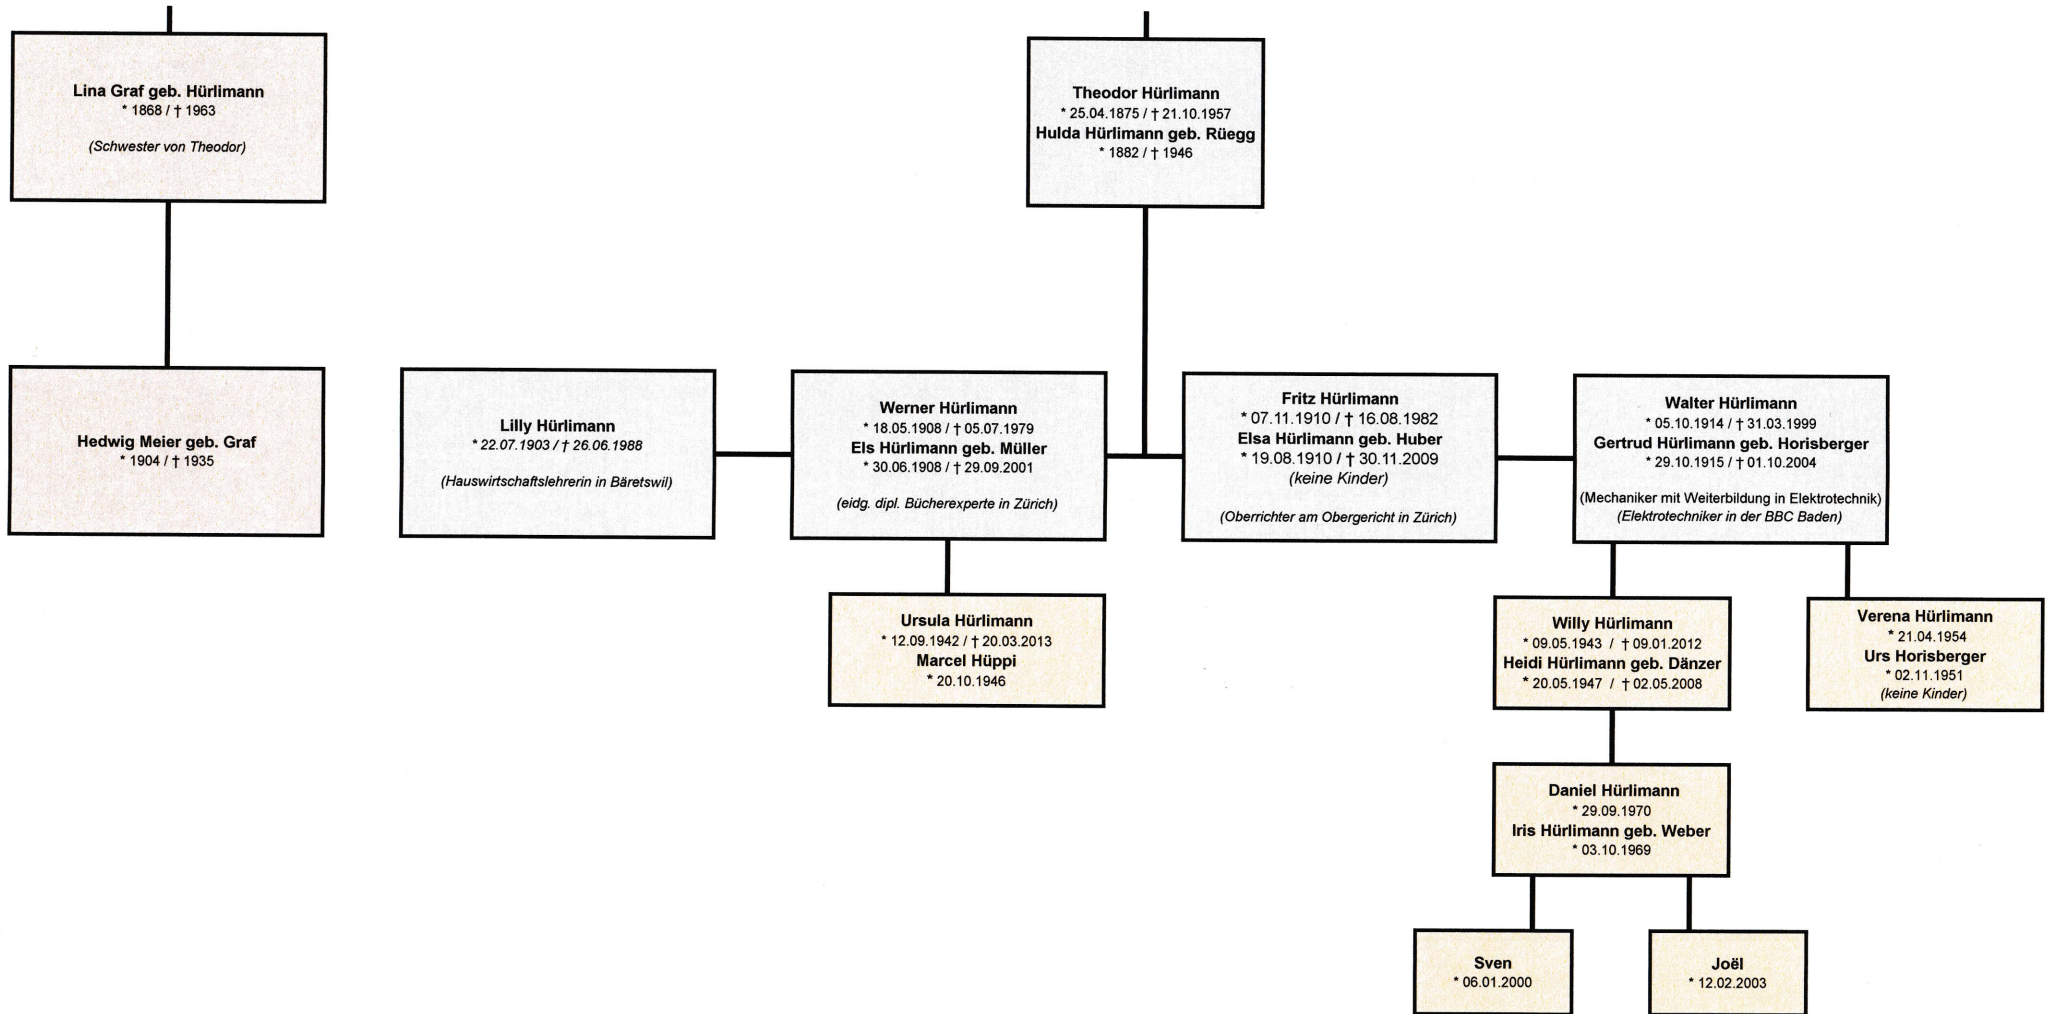 Lina Graf geb. Hürlimann
* 1868 / † 1963
(Schwester von Theodor)
Theodor Hürlimann
* 25.04.1875 / † 21.10.1957
Hulda Hürlimann geb. Rüegg
* 1882 / † 1946
Hedwig Meier geb. Graf
* 1904 / † 1935
Lilly Hürlimann
* 22.07.1903 / † 26.06.1988
(Hauswirtschaftslehrerin in Bäretswil)
Werner Hürlimann
* 18.05.1908 / † 05.07.1979
Els Hürlimann geb. Müller
* 30.06.1908 / † 29.09.2001
(eidg. dipl. Bücherexperte in Zürich)
Fritz Hürlimann
* 07.11.1910 / † 16.08.1982
Elsa Hürlimann geb. Huber
* 19.08.1910 / † 30.11.2009
(keine Kinder)
(Oberrichter am Obergericht in Zürich)
Walter Hürlimann
* 05.10.1914 / † 31.03.1999
Gertrud Hürlimann geb. Horisberger
* 29.10.1915 / † 01.10.2004
(Mechaniker mit Weiterbildung in Elektrotechnik)
(Elektrotechniker in der BBC Baden)
Ursula Hürlimann
* 12.09.1942 / † 20.03.2013
Marcel Hüppi
* 20.10.1946
Willy Hürlimann
* 09.05.1943 / † 09.01.2012
Heidi Hürlimann geb. Dänzer
* 20.05.1947 / † 02.05.2008
Verena Hürlimann
* 21.04.1954
Urs Horisberger
* 02.11.1951
(keine Kinder)
Daniel Hürlimann
* 29.09.1970
Iris Hürlimann geb. Weber
* 03.10.1969
Sven
* 06.01.2000
Joël
* 12.02.2003